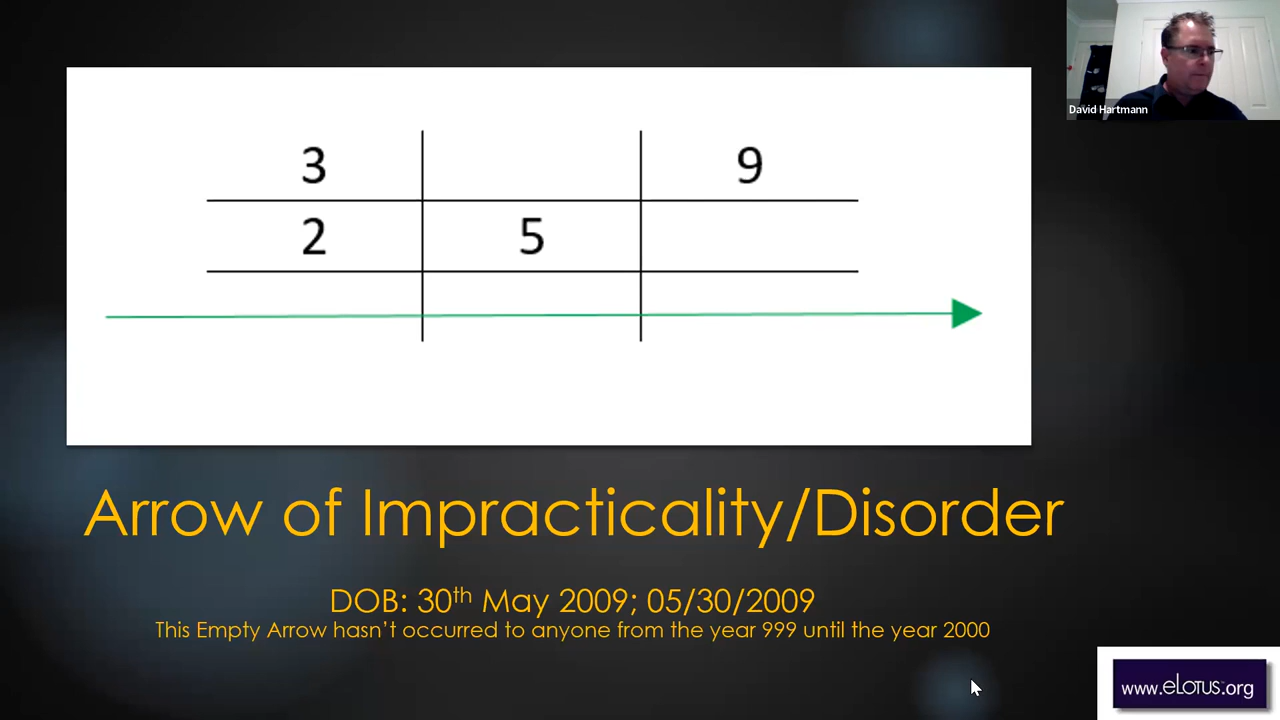 David Hartmann
3 9
2 5
Arrow of Impracticality/Disorder
DOB: 30th May 2009; 05/30/2009
This Empty Arrow hasn't occurred to anyone from the year 999 until the year 2000
www.eLotus.org